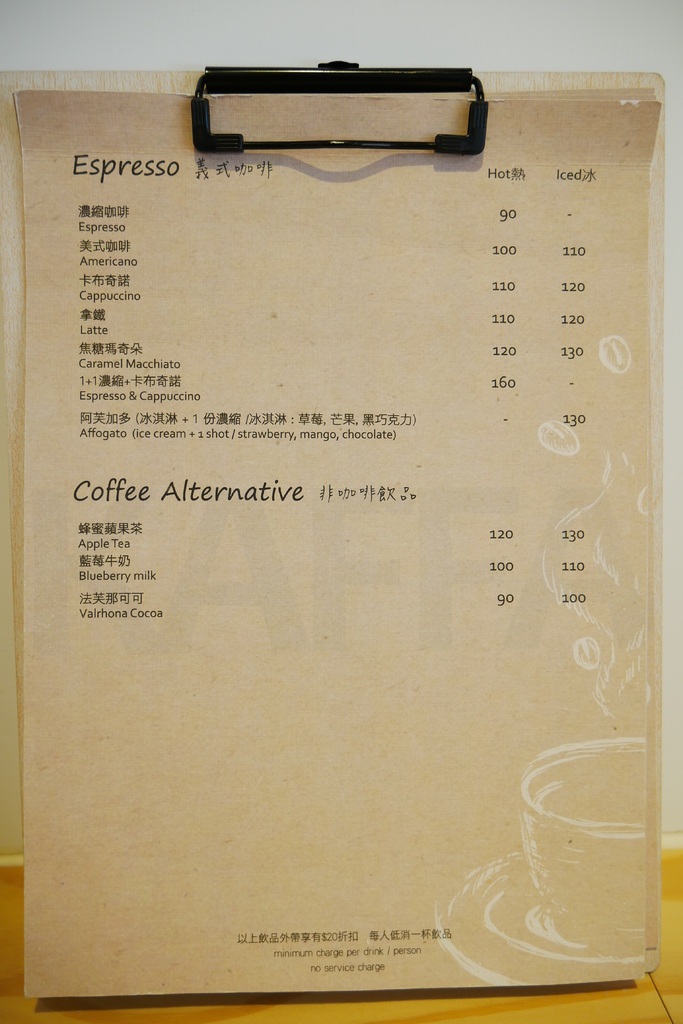 Espresso 義式咖啡 Hot熱 Iced冰
濃縮咖啡 90 -
Espresso
美式咖啡 100 110
Americano
卡布奇諾 110 120
Cappuccino
拿鐵 110 120
Latte
焦糖瑪奇朵 120 130
Caramel Macchiato
1+1濃縮+卡布奇諾 160 -
Espresso & Cappuccino
阿芙加多 (冰淇淋 + 1 份濃縮 /冰淇淋 : 草莓, 芒果, 黑巧克力) - 130
Affogato (ice cream + 1 shot / strawberry, mango, chocolate)
Coffee Alternative 非咖啡飲品
蜂蜜蘋果茶 120 130
Apple Tea
藍莓牛奶 100 110
Blueberry milk
法芙那可可 90 100
Valrhona Cocoa
以上飲品外帶享有$20折扣 每人低消一杯飲品
minimum charge per drink / person
no service charge